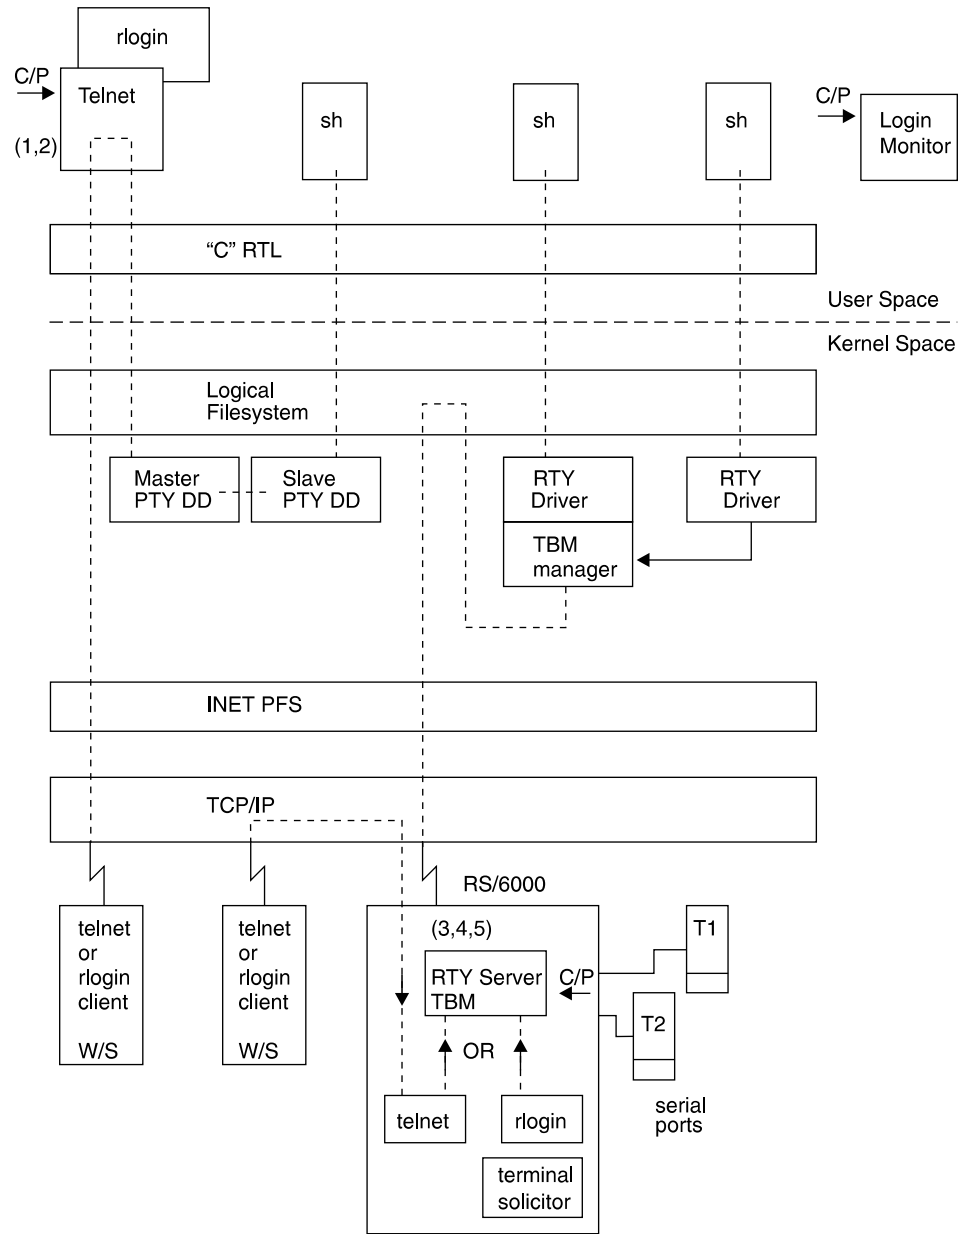 rlogin
C/P
Telnet
(1,2)
sh
sh
sh
C/P
Login
Monitor
“C” RTL
User Space
Kernel Space
Logical
Filesystem
Master
PTY DD
Slave
PTY DD
RTY
Driver
TBM
manager
RTY
Driver
INET PFS
TCP/IP
RS/6000
telnet
or
rlogin
client
W/S
telnet
or
rlogin
client
W/S
(3,4,5)
RTY Server
TBM
C/P
OR
telnet
rlogin
terminal
solicitor
T1
T2
serial
ports